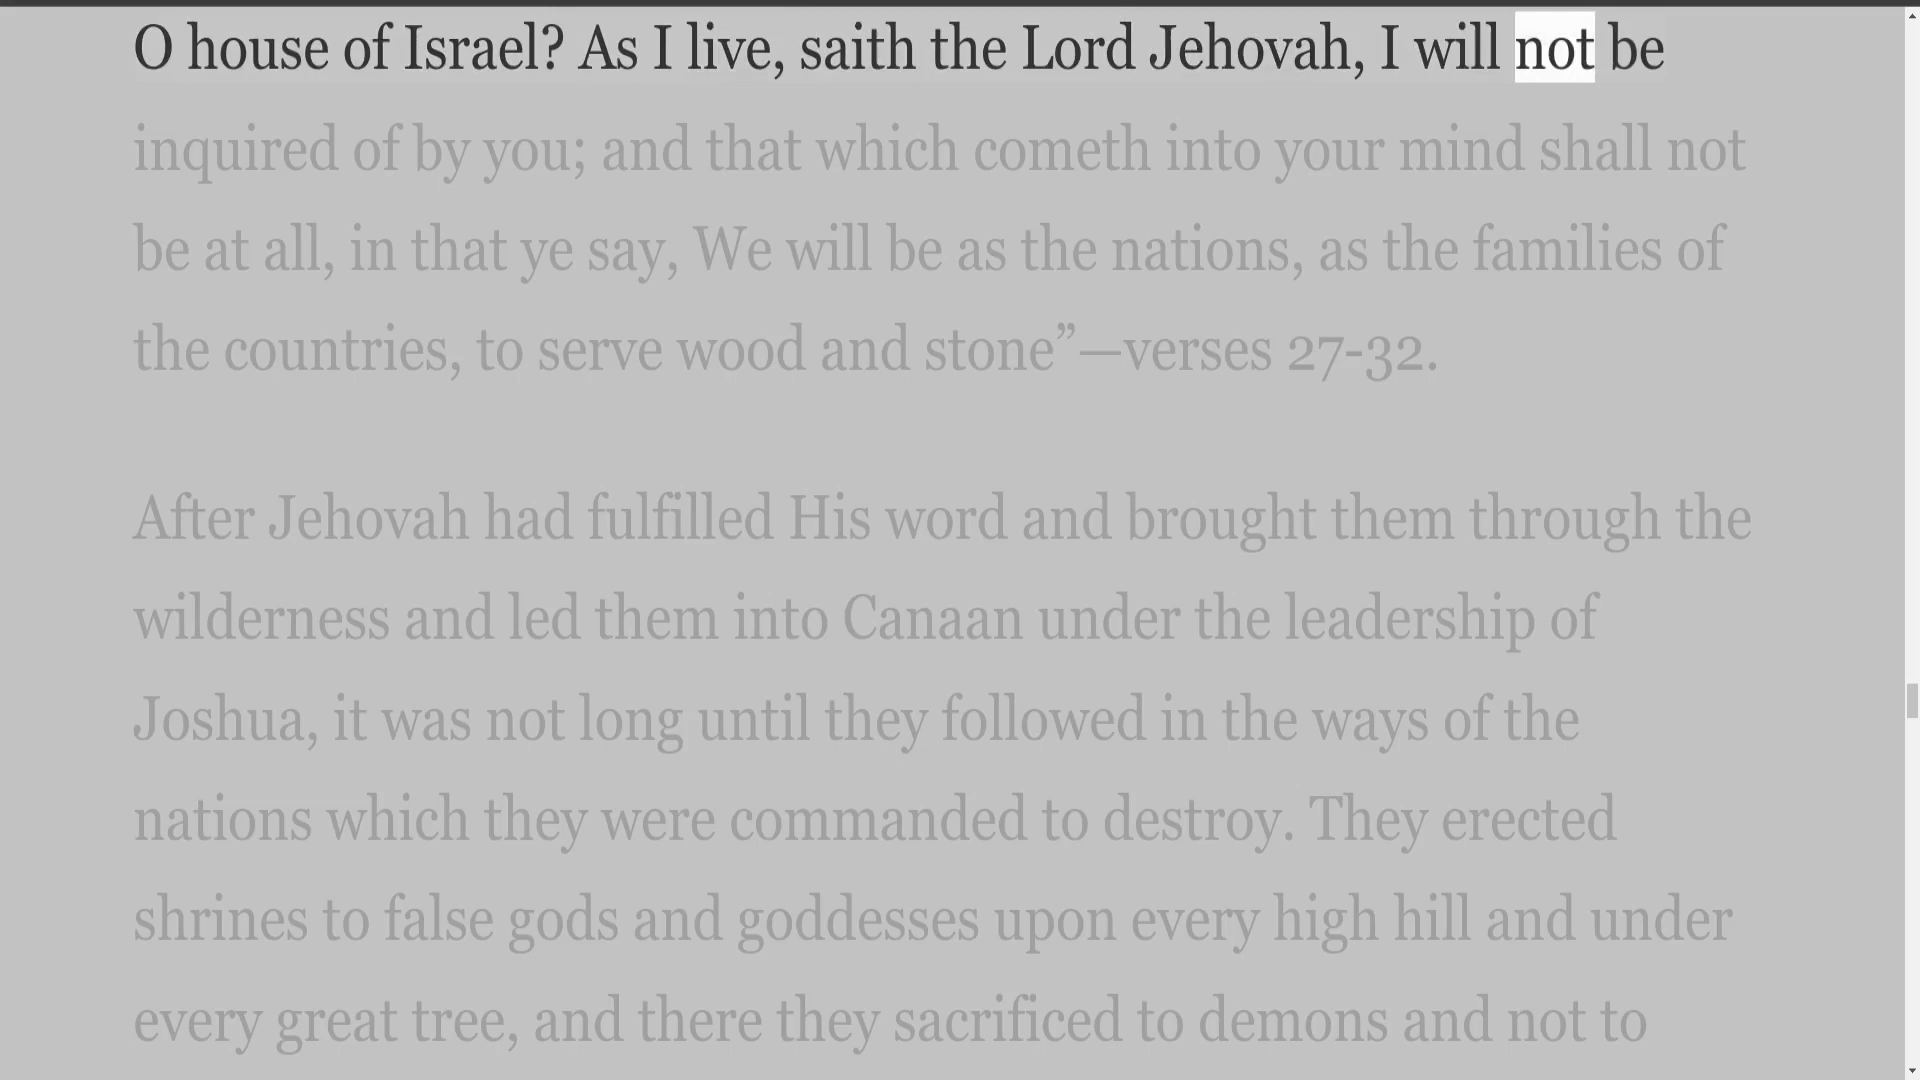 O house of Israel? As I live, saith the Lord Jehovah, I will not be
inquired of by you; and that which cometh into your mind shall not
be at all, in that ye say, We will be as the nations, as the families of
the countries, to serve wood and stone”—verses 27-32.
After Jehovah had fulfilled His word and brought them through the
wilderness and led them into Canaan under the leadership of
Joshua, it was not long until they followed in the ways of the
nations which they were commanded to destroy. They erected
shrines to false gods and goddesses upon every high hill and under
every great tree, and there they sacrificed to demons and not to